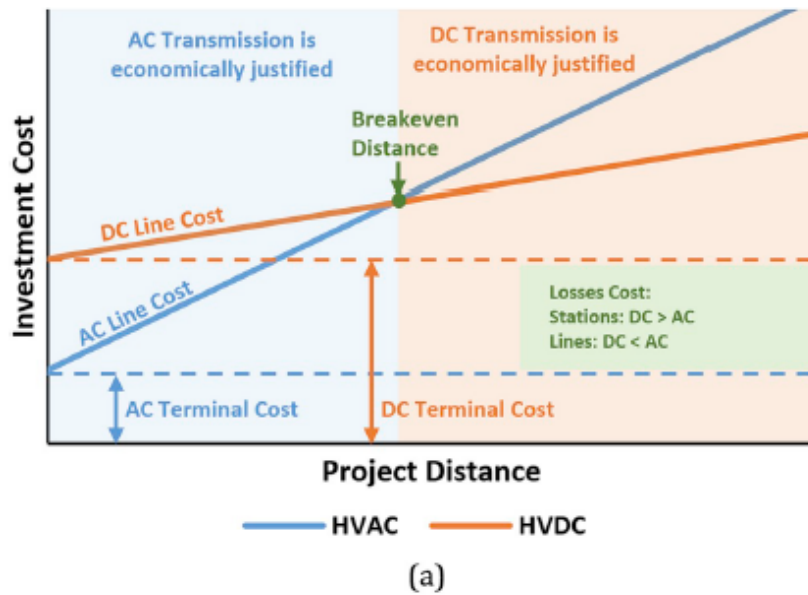 AC Transmission is
economically justified
DC Transmission is
economically justified
Breakeven
Distance
DC Line Cost
AC Line Cost
Losses Cost:
Stations: DC > AC
Lines: DC < AC
AC Terminal Cost
DC Terminal Cost
Investment Cost
Project Distance
HVAC
HVDC
(a)